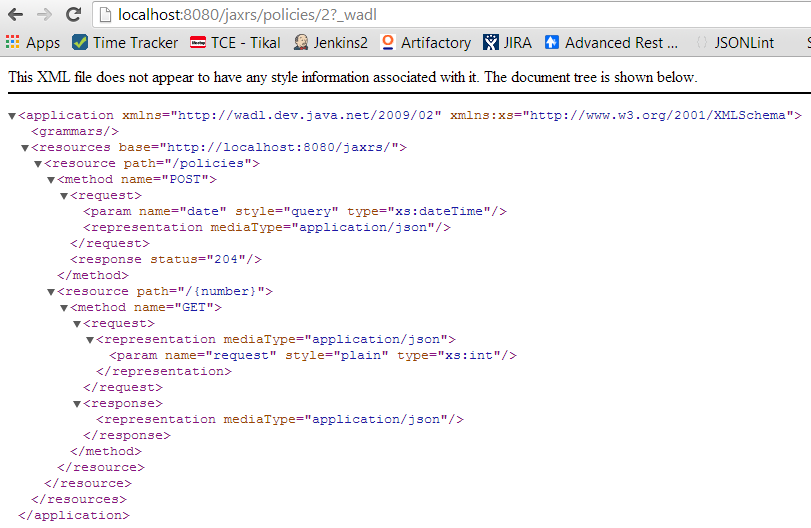 localhost:8080/jaxrs/policies/2?_wadl
Apps Time Tracker TCE - Tikal Jenkins2 Artifactory JIRA Advanced Rest ... JSONLint S
This XML file does not appear to have any style information associated with it. The document tree is shown below.
▼<application xmlns="http://wadl.dev.java.net/2009/02" xmlns:xs="http://www.w3.org/2001/XMLSchema">
<grammars/>
▼<resources base="http://localhost:8080/jaxrs/">
▼<resource path="/policies">
▼<method name="POST">
▼<request>
<param name="date" style="query" type="xs:dateTime"/>
<representation mediaType="application/json"/>
</request>
<response status="204"/>
</method>
▼<resource path="/{number}">
▼<method name="GET">
▼<request>
▼<representation mediaType="application/json">
<param name="request" style="plain" type="xs:int"/>
</representation>
</request>
▼<response>
<representation mediaType="application/json"/>
</response>
</method>
</resource>
</resource>
</resources>
</application>